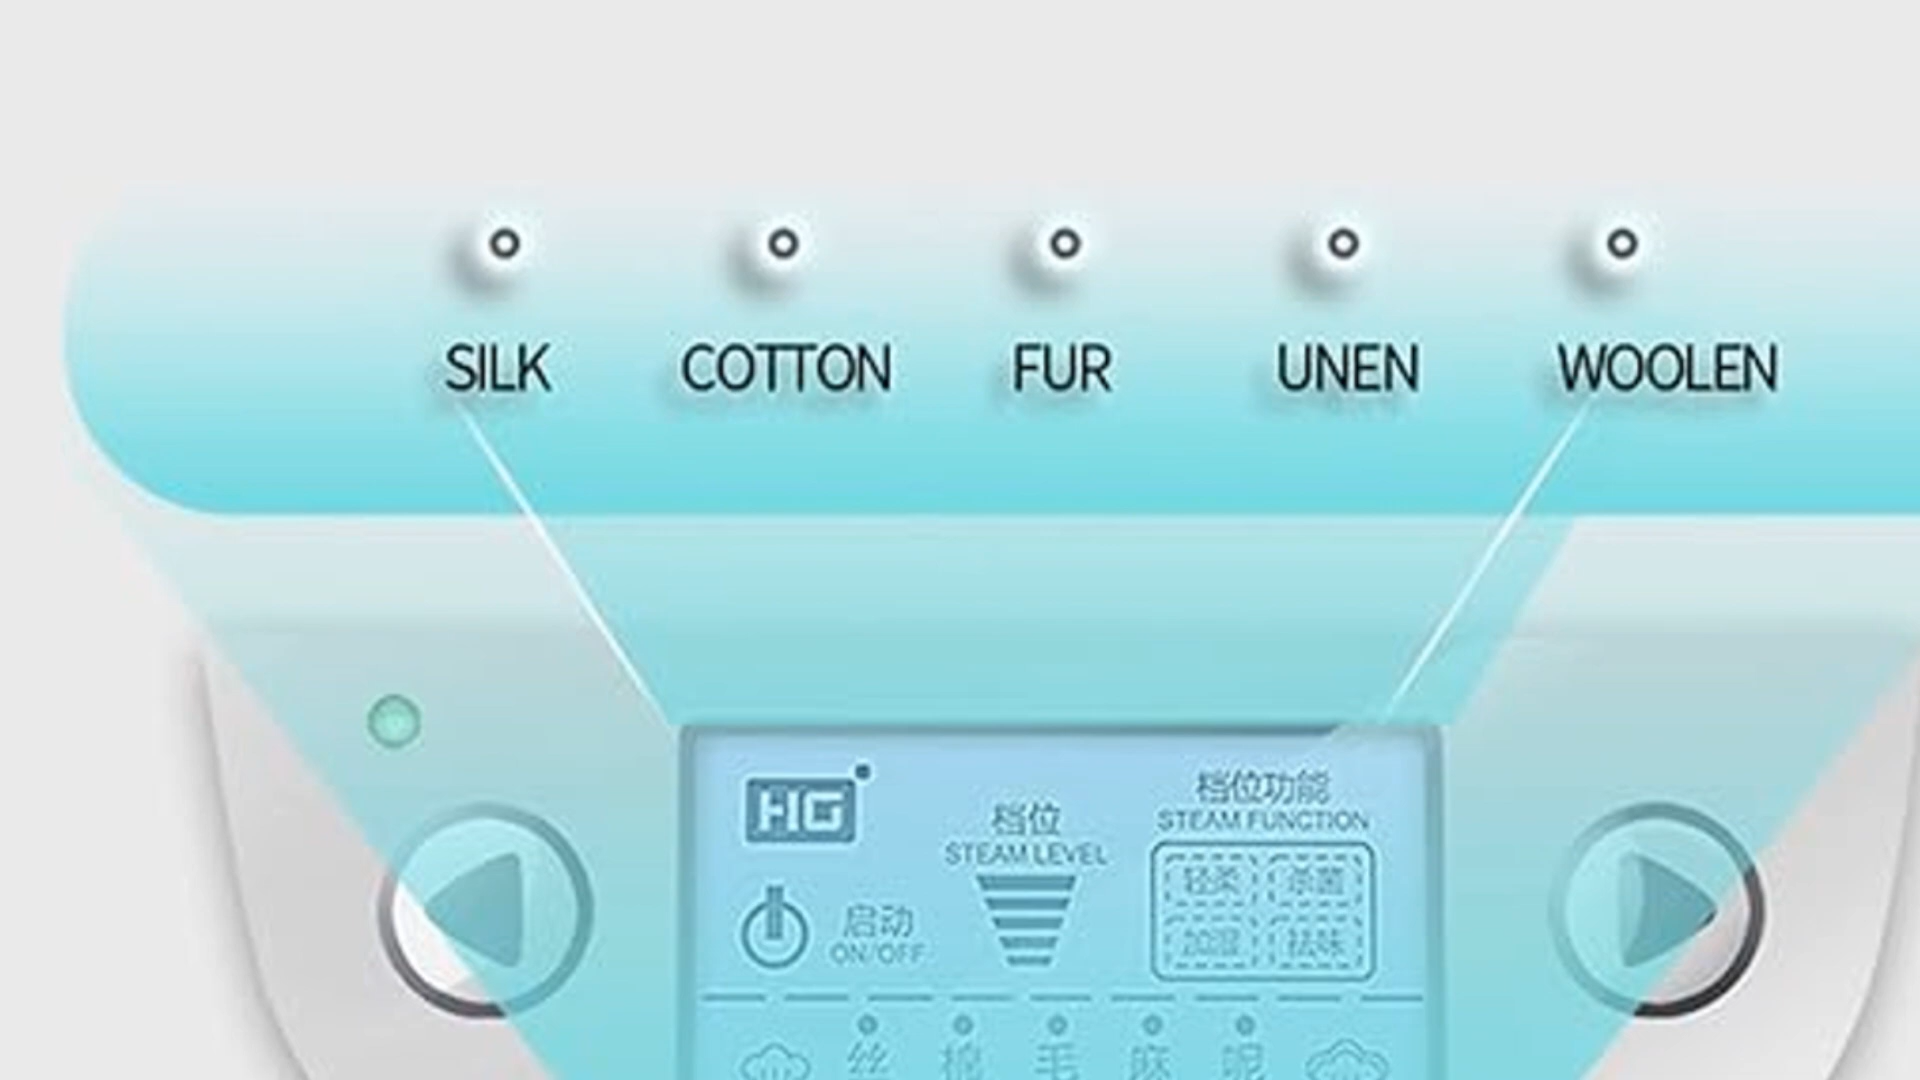 SILK COTTON FUR UNEN WOOLEN
HG
档位
STEAM LEVEL
档位功能
STEAM FUNCTION
轻柔 杀菌
加湿 祛味
启动
ON/OFF
丝 棉 毛 麻 呢